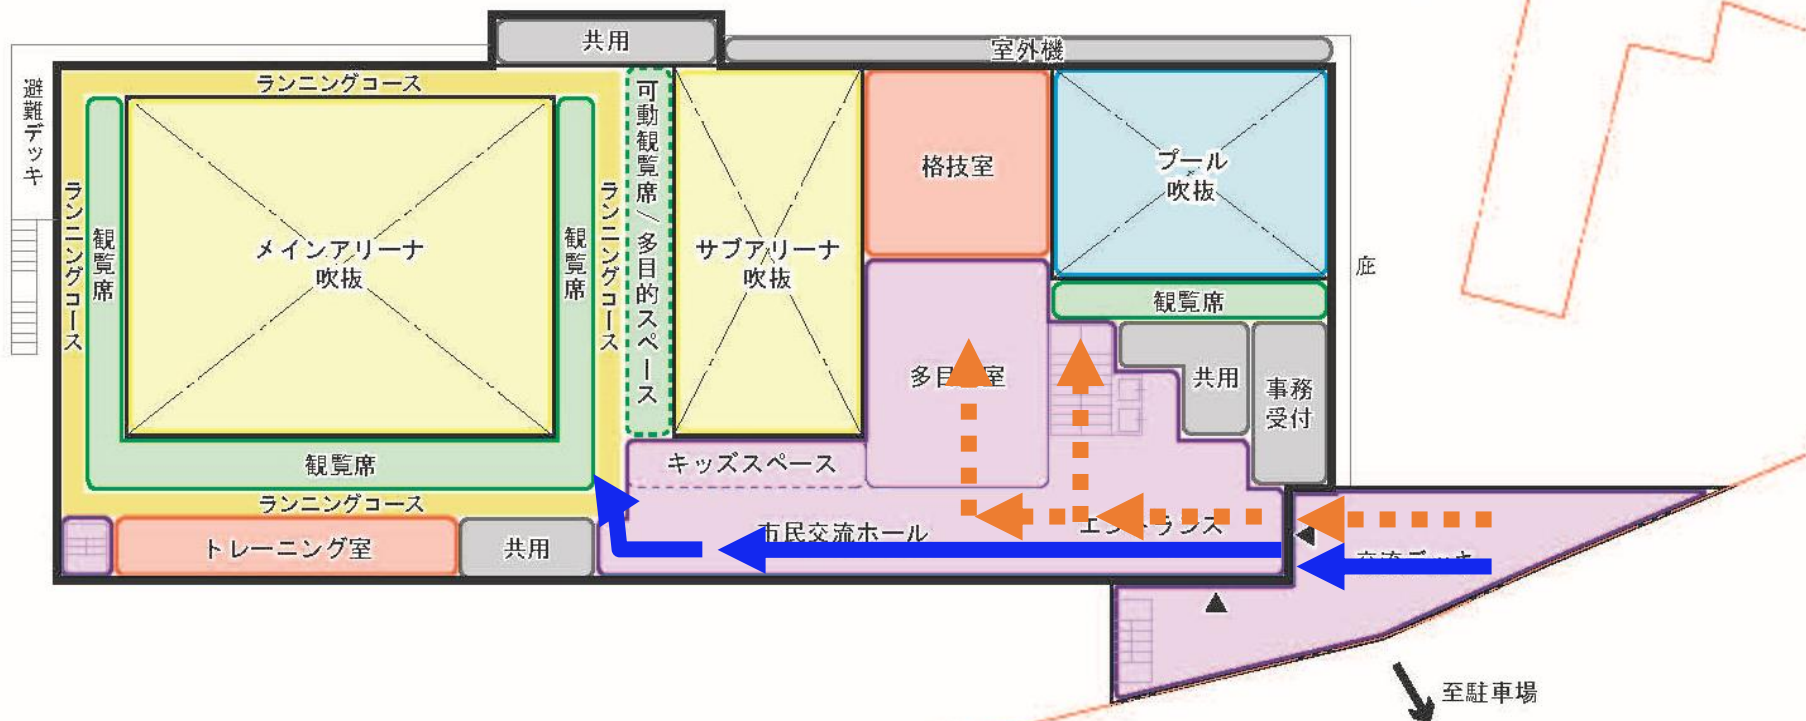 共用
室外機
避難デッキ
ランニングコース
ランニングコース
観覧席
メインアリーナ
吹抜
観覧席
ランニングコース
可動観覧席/多目的スペース
サブアリーナ
吹抜
格技室
プール
吹抜
庇
観覧席
多目
室
共用
事務
受付
観覧席
キッズスペース
ランニングコース
トレーニング室
共用
市民交流ホール
エントランス
至駐車場